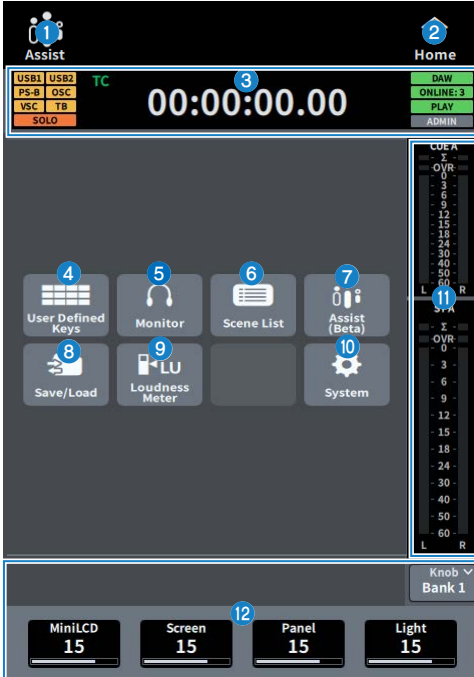 1
2
Assist
Home
USB1 USB2
PS-B OSC
VSC TB
SOLO
TC
3
00:00:00.00
DAW
ONLINE: 3
PLAY
ADMIN
CUE A
Σ
OVR
0
3
6
9
12
15
18
24
30
40
50
60
L R
11
Σ
OVR
0
3
6
9
12
15
18
24
30
40
50
60
L R
4
User Defined
Keys
5
Monitor
6
Scene List
7
Assist
(Beta)
8
Save/Load
9
LU
Loudness
Meter
10
System
Knob
Bank 1
12
MiniLCD
15
Screen
15
Panel
15
Light
15